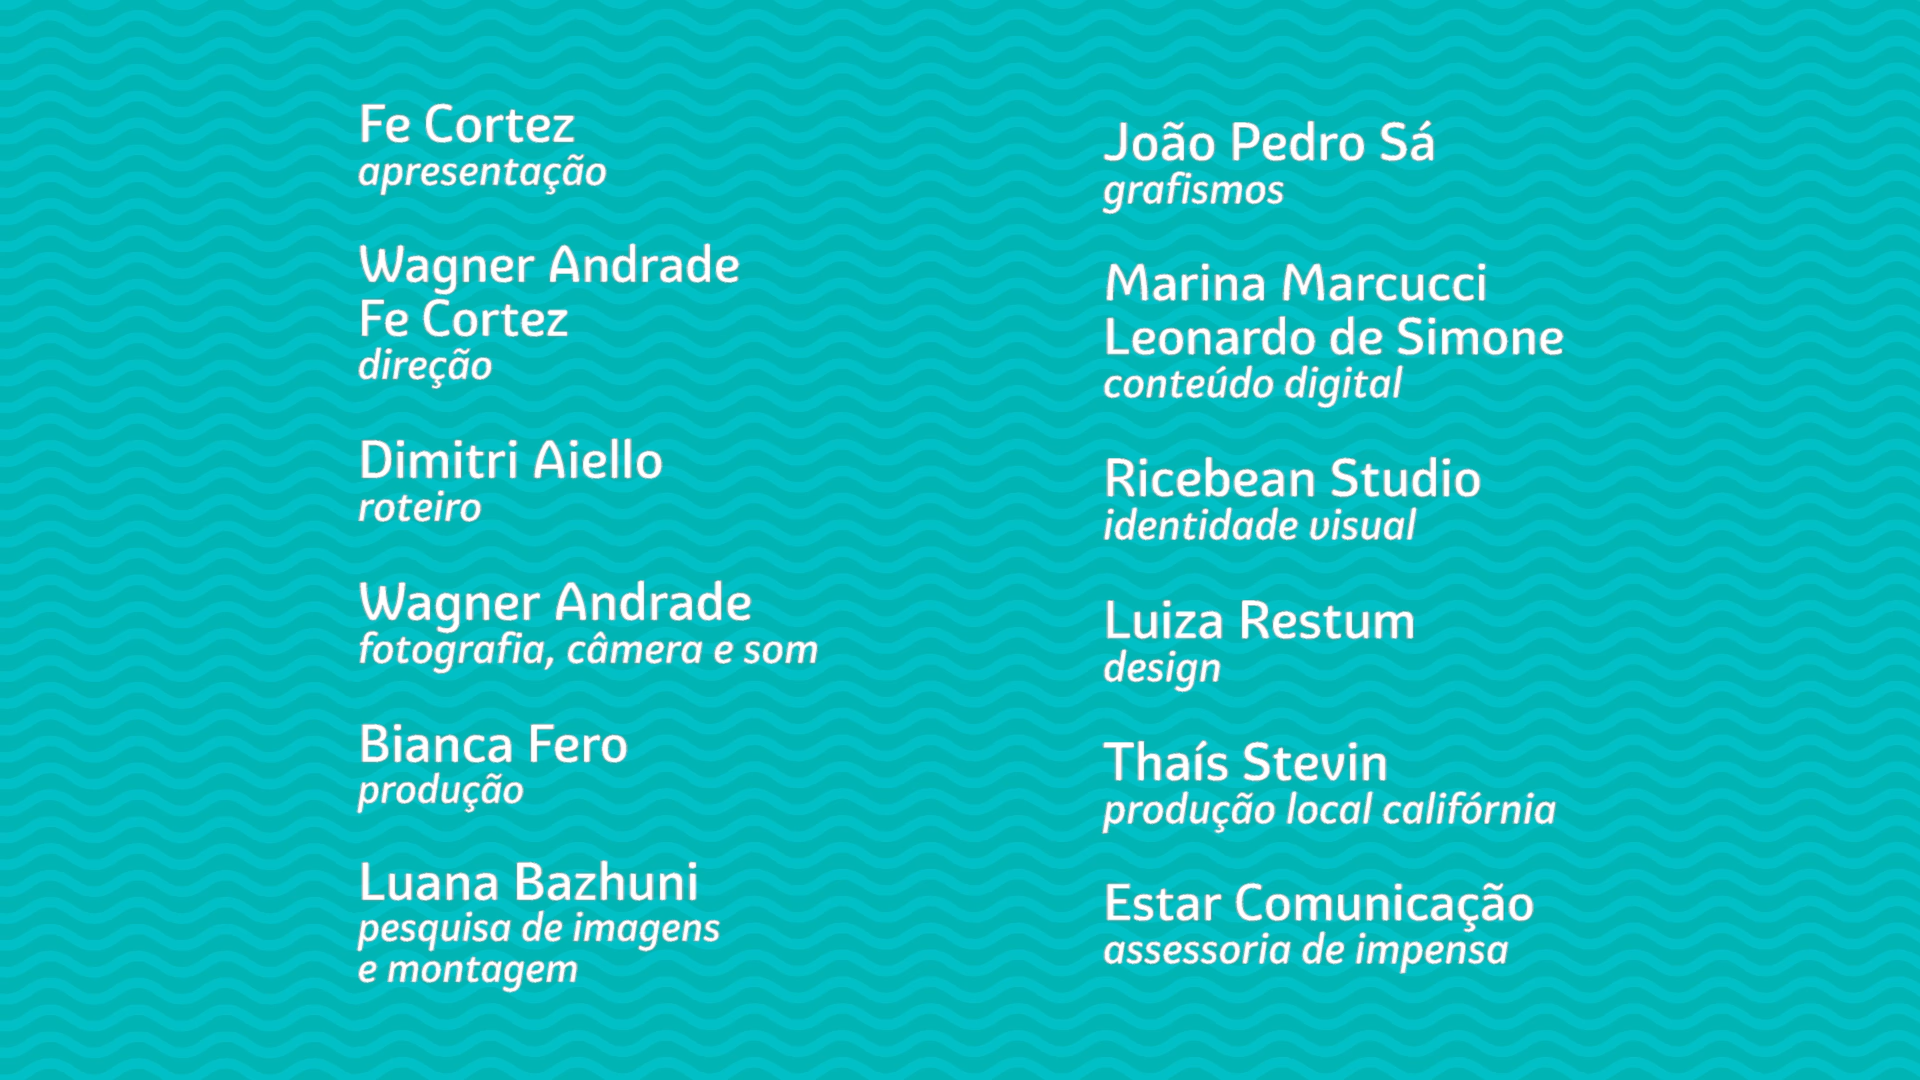 Fe Cortez
apresentação
Wagner Andrade
Fe Cortez
direção
Dimitri Aiello
roteiro
Wagner Andrade
fotografia, câmera e som
Bianca Fero
produção
Luana Bazhuni
pesquisa de imagens
e montagem
João Pedro Sá
grafismos
Marina Marcucci
Leonardo de Simone
conteúdo digital
Ricebean Studio
identidade visual
Luiza Restum
design
Thaís Stevin
produção local califórnia
Estar Comunicação
assessoria de impensa